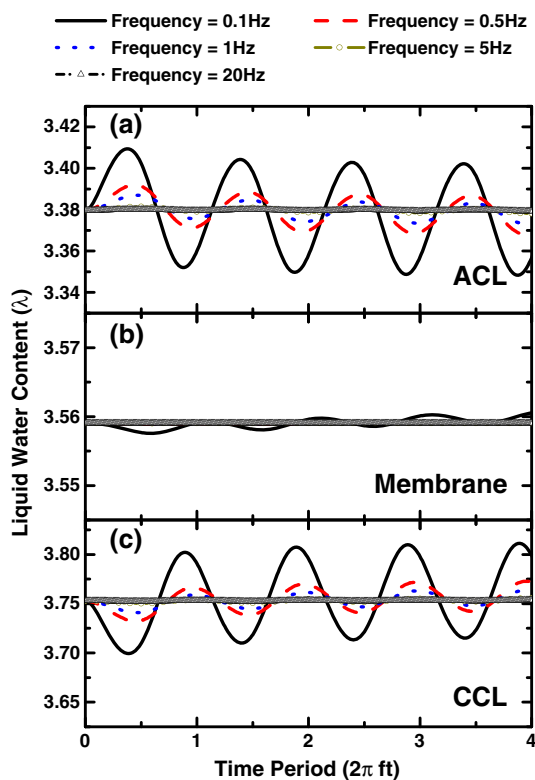 Frequency = 0.1Hz Frequency = 0.5Hz
Frequency = 1Hz Frequency = 5Hz
Frequency = 20Hz
Liquid Water Content (λ)
(a)
3.42
3.40
3.38
3.36
3.34
3.33
ACL
(b)
3.57
3.56
3.55
Membrane
(c)
3.80
3.75
3.70
3.65
CCL
0 1 2 3 4
Time Period (2π ft)